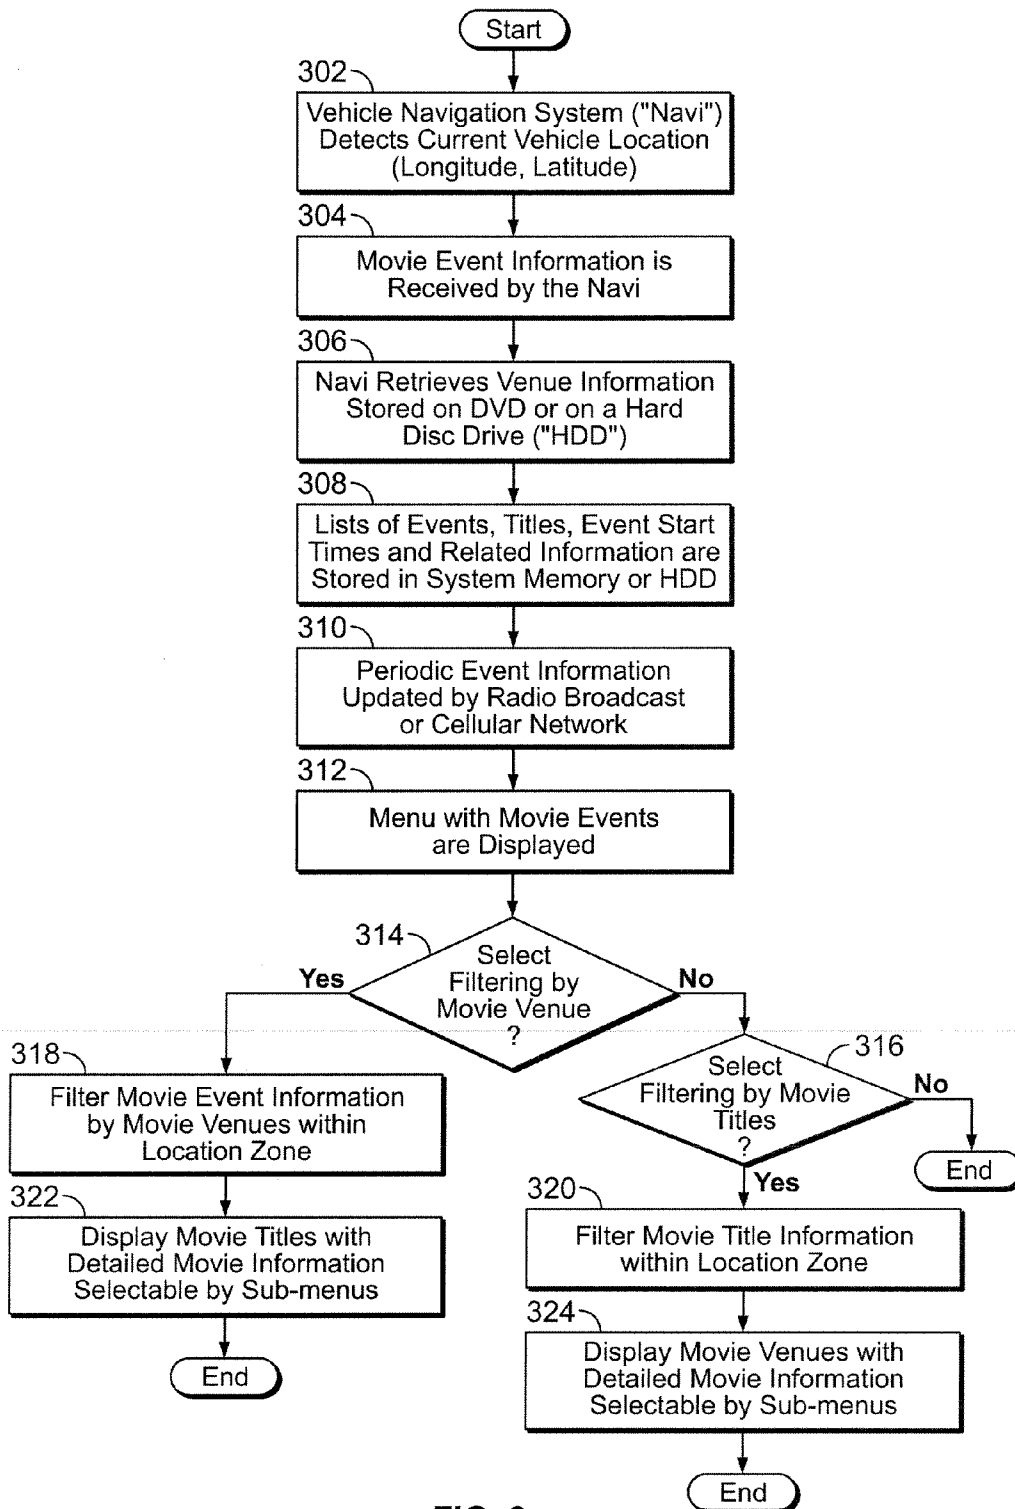 Start
302
Vehicle Navigation System ("Navi")
Detects Current Vehicle Location
(Longitude, Latitude)
304
Movie Event Information is
Received by the Navi
306
Navi Retrieves Venue Information
Stored on DVD or on a Hard
Disc Drive ("HDD")
308
Lists of Events, Titles, Event Start
Times and Related Information are
Stored in System Memory or HDD
310
Periodic Event Information
Updated by Radio Broadcast
or Cellular Network
312
Menu with Movie Events
are Displayed
314
Select
Filtering by
Movie Venue
?
Yes
No
318
Filter Movie Event Information
by Movie Venues within
Location Zone
322
Display Movie Titles with
Detailed Movie Information
Selectable by Sub-menus
End
316
Select
Filtering by Movie
Titles
?
No
End
Yes
320
Filter Movie Title Information
within Location Zone
324
Display Movie Venues with
Detailed Movie Information
Selectable by Sub-menus
End